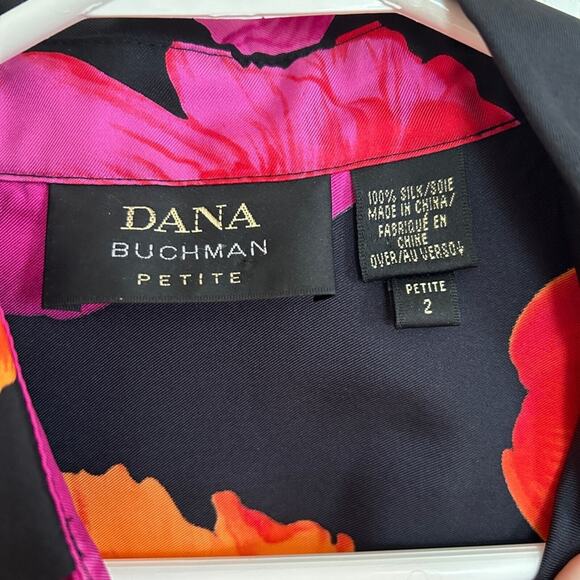 DANA
BUCHMAN
PETITE
100% SILK/SOIE
MADE IN CHINA/
FABRIQUÉ EN
CHINE
OVER/AU VERSO
PETITE
2